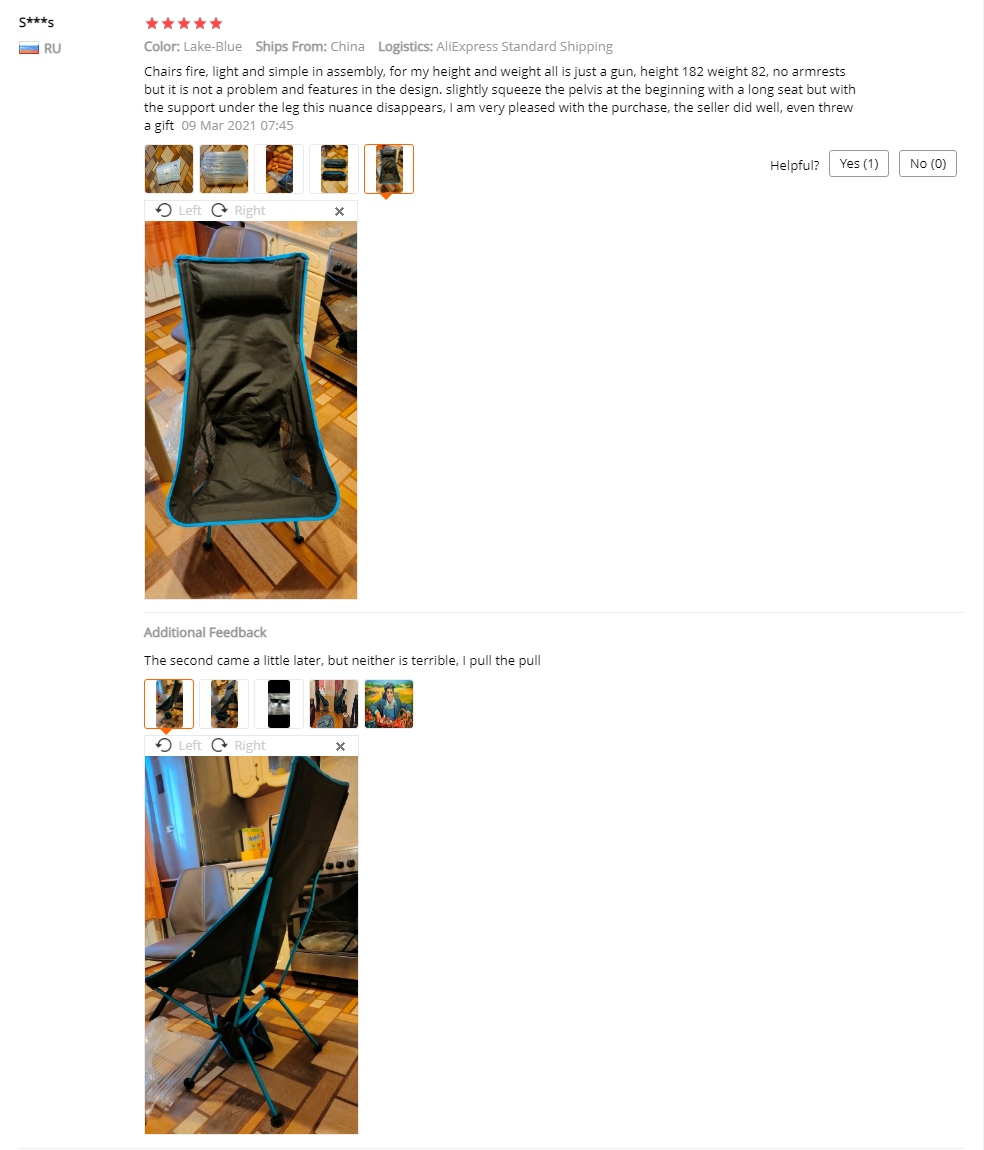 S***s
RU
Color: Lake-Blue Ships From: China Logistics: AliExpress Standard Shipping
Chairs fire, light and simple in assembly, for my height and weight all is just a gun, height 182 weight 82, no armrests
but it is not a problem and features in the design. slightly squeeze the pelvis at the beginning with a long seat but with
the support under the leg this nuance disappears, I am very pleased with the purchase, the seller did well, even threw
a gift 09 Mar 2021 07:45
Helpful? Yes (1) No (0)
Left Right
Additional Feedback
The second came a little later, but neither is terrible, I pull the pull
Left Right